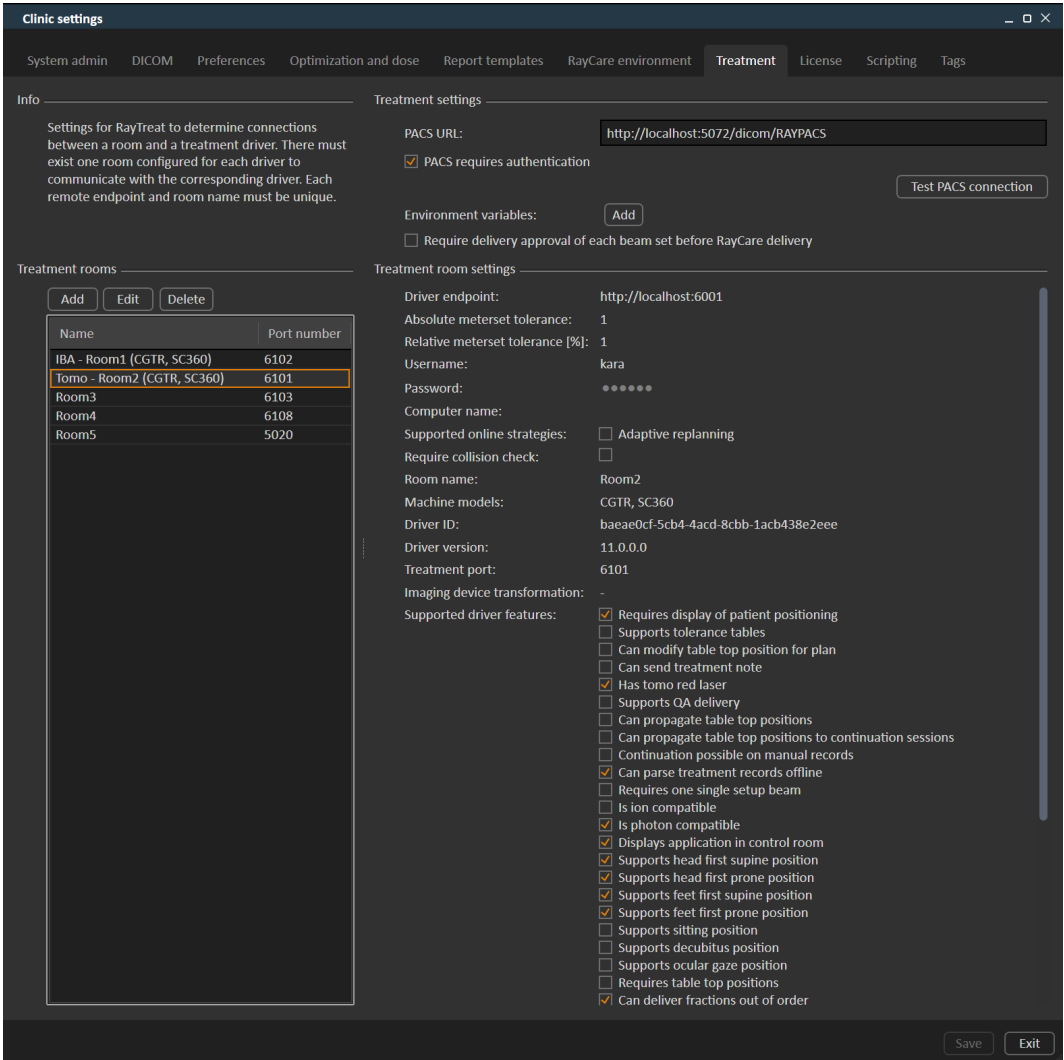 Clinic settings
System admin DICOM Preferences Optimization and dose Report templates RayCare environment Treatment License Scripting Tags
Info
Settings for RayTreat to determine connections
between a room and a treatment driver. There must
exist one room configured for each driver to
communicate with the corresponding driver. Each
remote endpoint and room name must be unique.
Treatment settings
PACS URL: http://localhost:5072/dicom/RAYPACS
PACS requires authentication
Test PACS connection
Environment variables: Add
Require delivery approval of each beam set before RayCare delivery
Treatment rooms
Add Edit Delete
Name Port number
IBA - Room1 (CGTR, SC360) 6102
Tomo - Room2 (CGTR, SC360) 6101
Room3 6103
Room4 6108
Room5 5020
Treatment room settings
Driver endpoint: http://localhost:6001
Absolute meterset tolerance: 1
Relative meterset tolerance [%]: 1
Username: kara
Password: ●●●●●●
Computer name:
Supported online strategies: Adaptive replanning
Require collision check:
Room name: Room2
Machine models: CGTR, SC360
Driver ID: baeae0cf-5cb4-4acd-8cbb-1acb438e2eee
Driver version: 11.0.0.0
Treatment port: 6101
Imaging device transformation: -
Supported driver features: Requires display of patient positioning
Supports tolerance tables
Can modify table top position for plan
Can send treatment note
Has tomo red laser
Supports QA delivery
Can propagate table top positions
Can propagate table top positions to continuation sessions
Continuation possible on manual records
Can parse treatment records offline
Requires one single setup beam
Is ion compatible
Is photon compatible
Displays application in control room
Supports head first supine position
Supports head first prone position
Supports feet first supine position
Supports feet first prone position
Supports sitting position
Supports decubitus position
Supports ocular gaze position
Requires table top positions
Can deliver fractions out of order
Save Exit